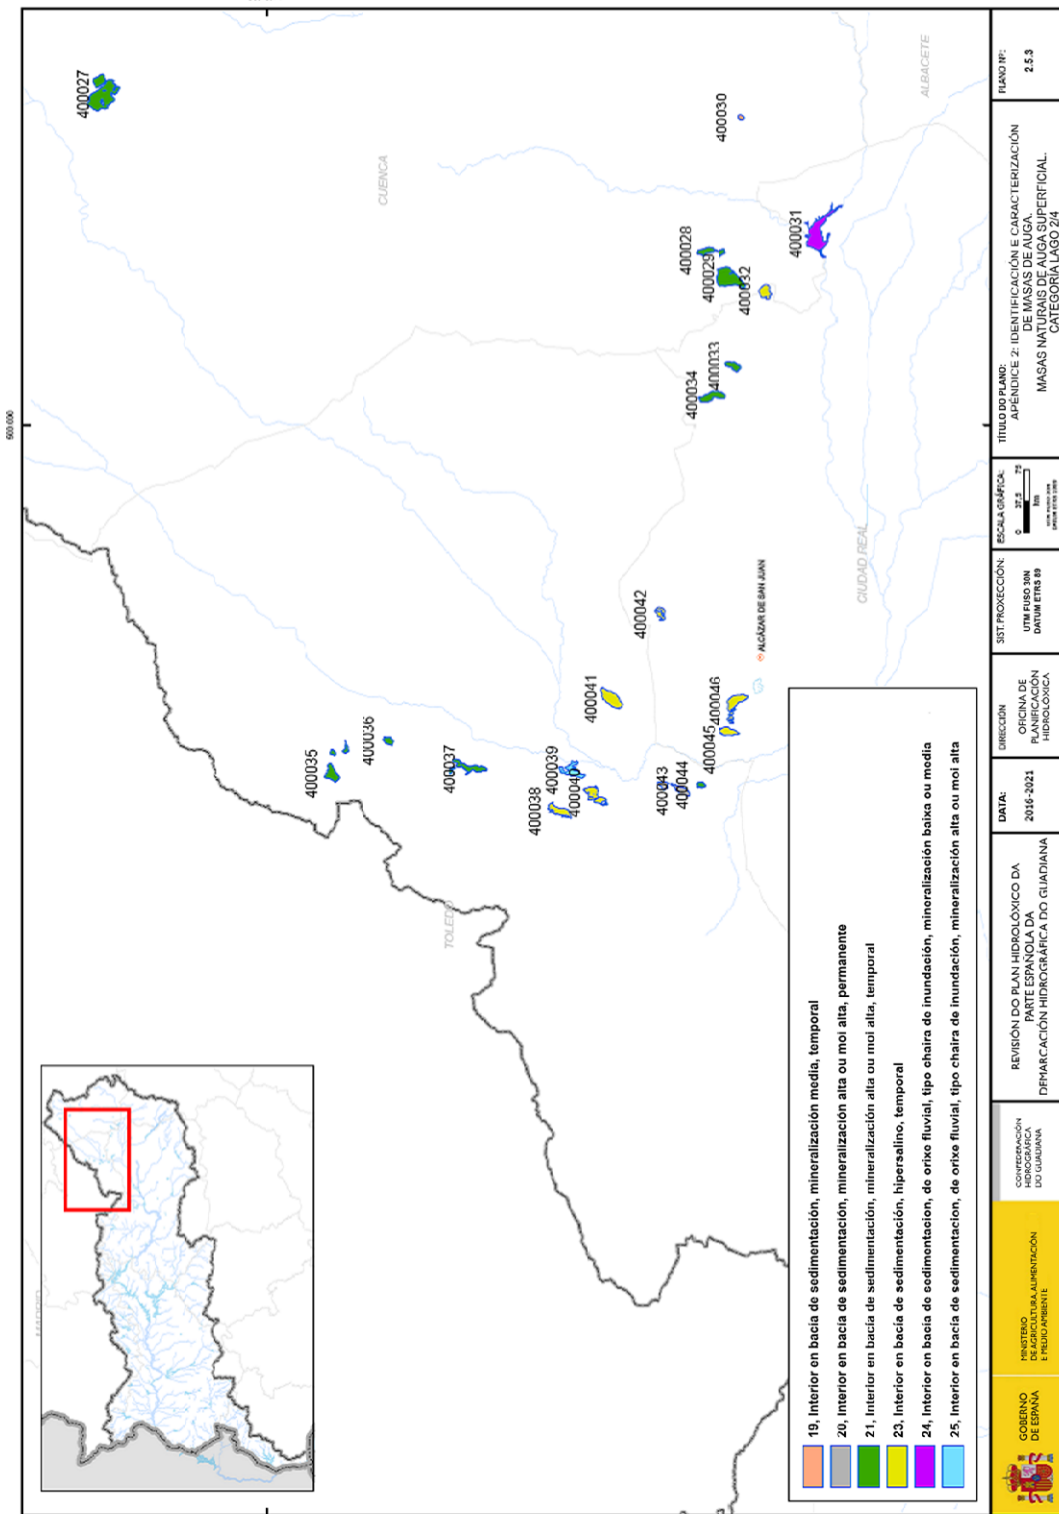 600.000
400027
CUENCA
ALBACETE
400030
400031
400028
400029
400032
400033
400034
CIUDAD REAL
400042
ALCÁZAR DE SAN JUAN
400041
400046
400045
400036
400035
400037
400039
400040
400038
400043
400044
TOLEDO
MADRID
19, Interior en bacía de sedimentación, mineralización media, temporal
20, Interior en bacía de sedimentación, mineralización alta ou moi alta, permanente
21, Interior en bacía de sedimentación, mineralización alta ou moi alta, temporal
23, Interior en bacía de sedimentación, hipersalino, temporal
24, Interior en bacía de sedimentacion, de orixe fluvial, tipo chaira de inundación, mineralización baixa ou media
25, Interior en bacía de sedimentacion, de orixe fluvial, tipo chaira de inundación, mineralización alta ou moi alta
GOBERNO
DE ESPAÑA
MINISTERIO
DE AGRICULTURA, ALIMENTACIÓN
E MEDIO AMBIENTE
CONFEDERACIÓN
HIDROGRÁFICA
DO GUADIANA
REVISIÓN DO PLAN HIDROLÓXICO DA
PARTE ESPAÑOLA DA
DEMARCACIÓN HIDROGRÁFICA DO GUADIANA
DATA:
2016-2021
DIRECCIÓN
OFICINA DE
PLANIFICACIÓN
HIDROLÓXICA
SIST. PROXECCIÓN:
UTM FUSO 30N
DATUM ETRS 89
ESCALA GRÁFICA:
0 37,5 75
km
TÍTULO DO PLANO:
APÉNDICE 2: IDENTIFICACIÓN E CARACTERIZACIÓN
DE MASAS DE AUGA.
MASAS NATURAIS DE AUGA SUPERFICIAL.
CATEGORÍA LAGO 2/4
PLANO Nº:
2.5.3